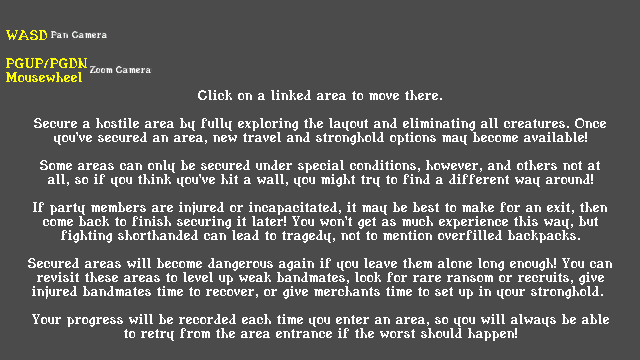 WASD Pan Camera
PGUP/PGDN
Mousewheel Zoom Camera
Click on a linked area to move there.
Secure a hostile area by fully exploring the layout and eliminating all creatures. Once
you've secured an area, new travel and stronghold options may become available!
Some areas can only be secured under special conditions, however, and others not at
all, so if you think you've hit a wall, you might try to find a different way around!
If party members are injured or incapacitated, it may be best to make for an exit, then
come back to finish securing it later! You won't get as much experience this way, but
fighting shorthanded can lead to tragedy, not to mention overfilled backpacks.
Secured areas will become dangerous again if you leave them alone long enough! You can
revisit these areas to level up weak bandmates, look for rare ransom or recruits, give
injured bandmates time to recover, or give merchants time to set up in your stronghold.
Your progress will be recorded each time you enter an area, so you will always be able
to retry from the area entrance if the worst should happen!